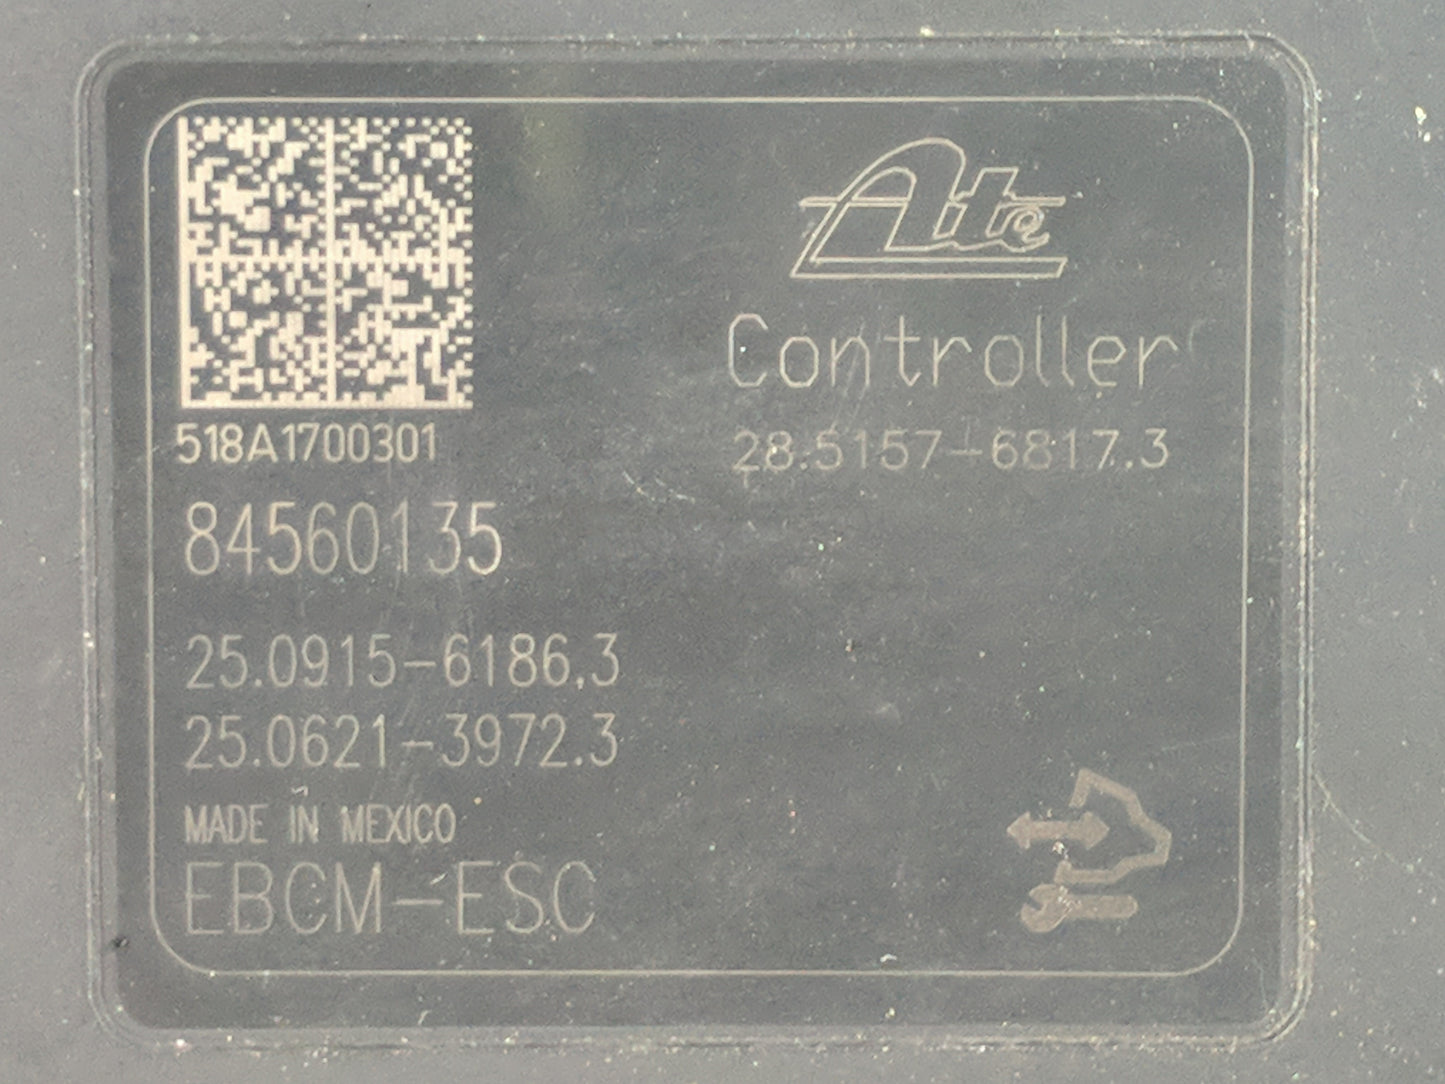 Ate
Controller
28.5157-6817.3
518A1700301
84560135
25.0915-6186.3
25.0621-3972.3
MADE IN MEXICO
EBCM-ESC